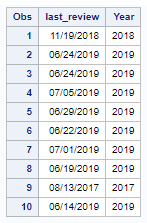 Obs last_review Year
1 11/19/2018 2018
2 06/24/2019 2019
3 06/24/2019 2019
4 07/05/2019 2019
5 06/29/2019 2019
6 06/22/2019 2019
7 07/01/2019 2019
8 06/19/2019 2019
9 08/13/2017 2017
10 06/14/2019 2019